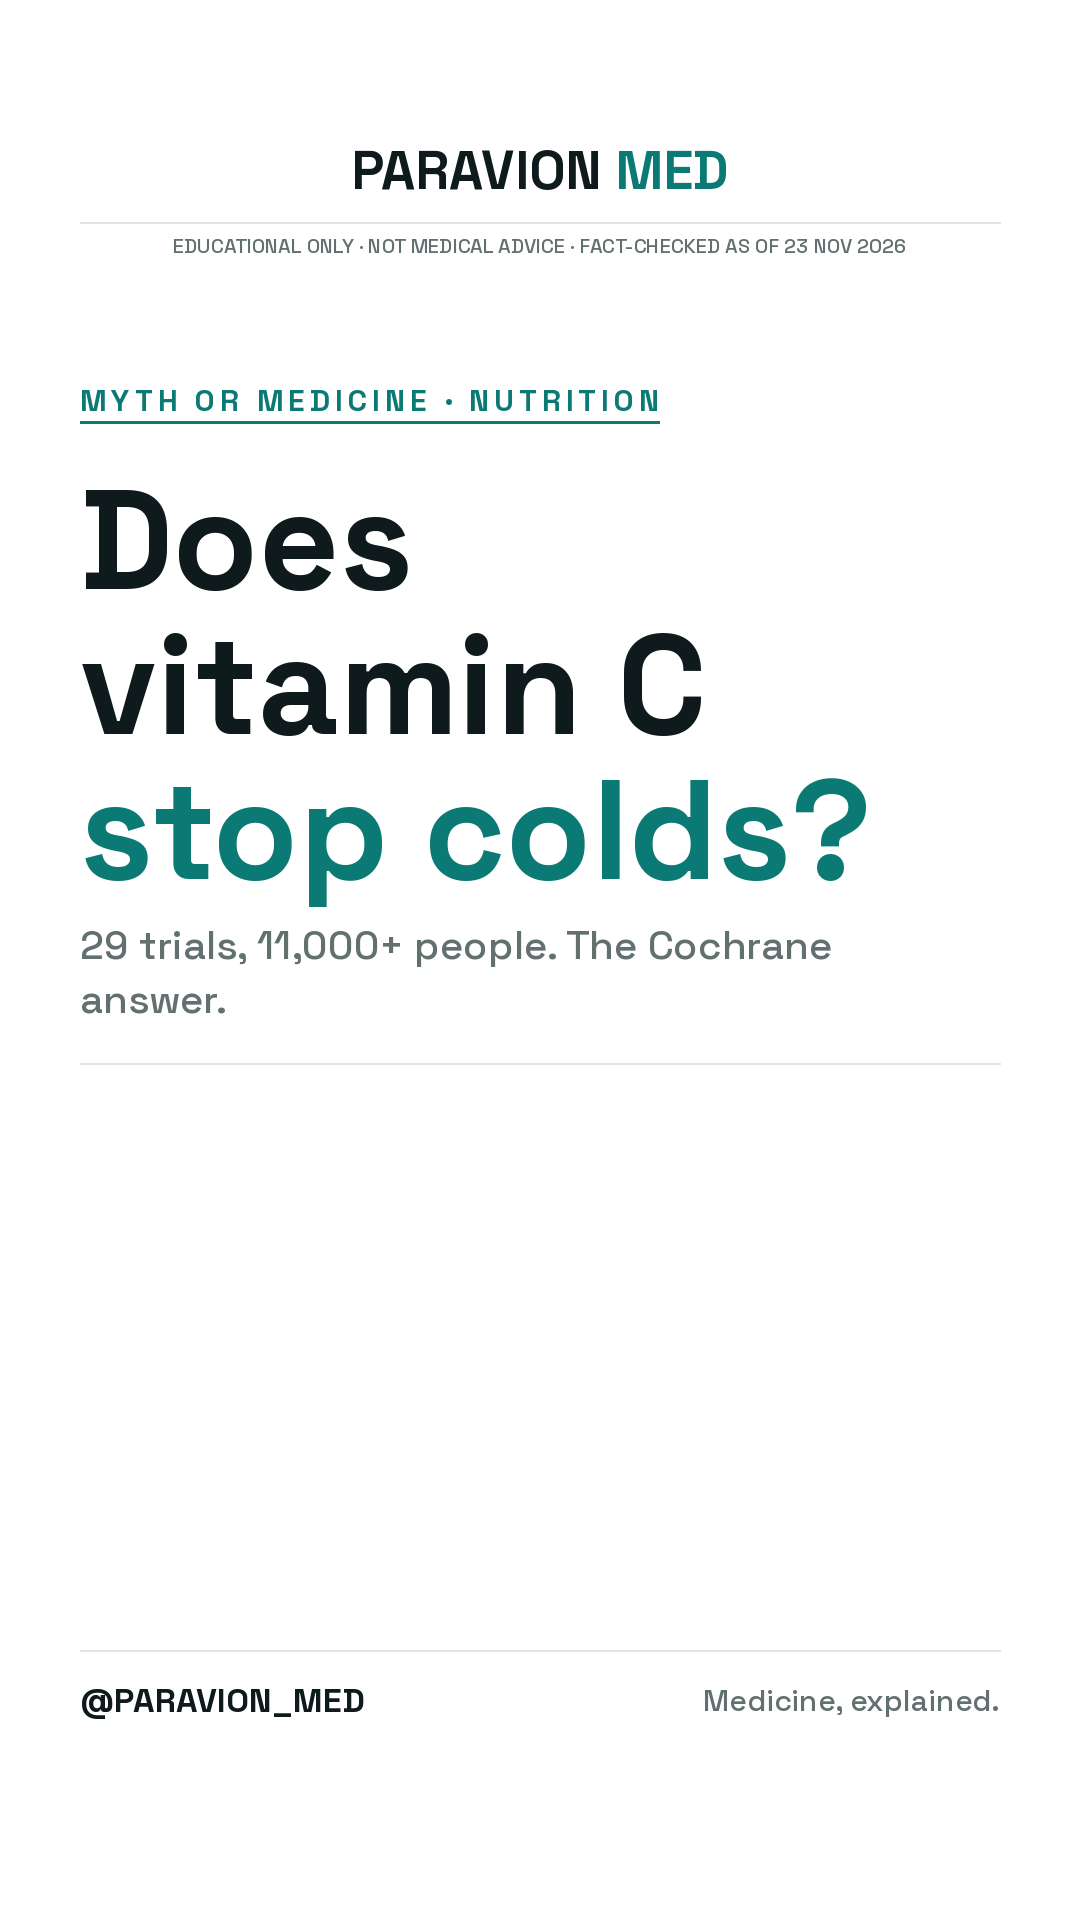 PARAVION MED
EDUCATIONAL ONLY · NOT MEDICAL ADVICE · FACT-CHECKED AS OF 23 NOV 2026
MYTH OR MEDICINE · NUTRITION
Does
vitamin C
stop colds?
29 trials, 11,000+ people. The Cochrane
answer.
@PARAVION_MED
Medicine, explained.